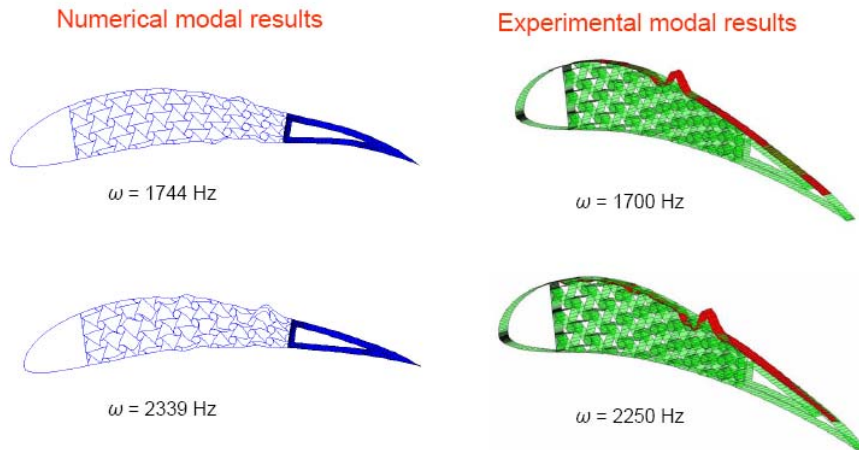 Numerical modal results
Experimental modal results
ω = 1744 Hz
ω = 1700 Hz
ω = 2339 Hz
ω = 2250 Hz